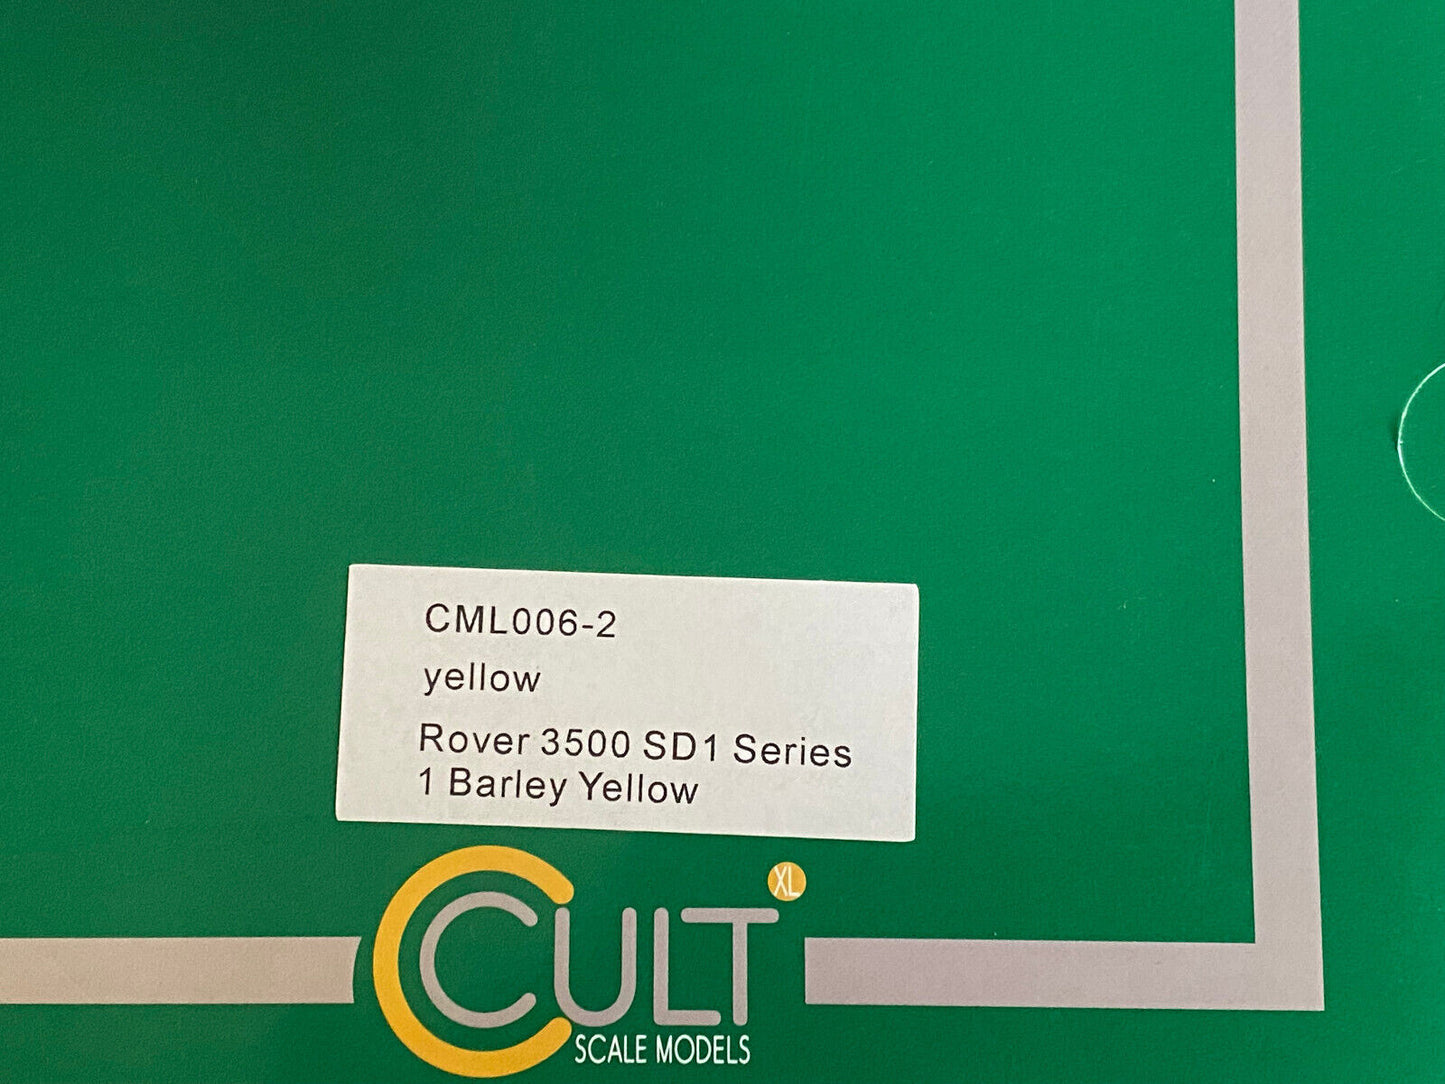 CML006-2
yellow
Rover 3500 SD1 Series
1 Barley Yellow
XL
CULT
SCALE MODELS